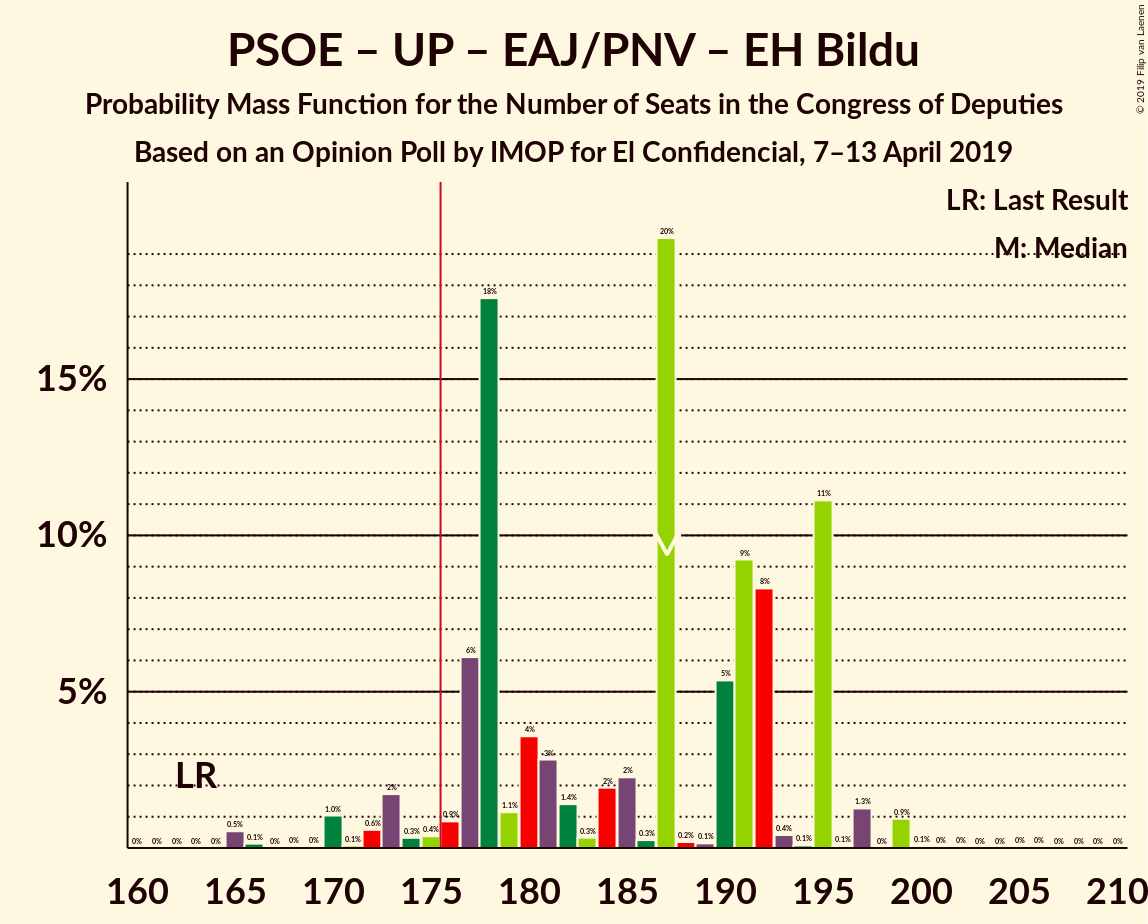 PSOE – UP – EAJ/PNV – EH Bildu
Probability Mass Function for the Number of Seats in the Congress of Deputies
Based on an Opinion Poll by IMOP for El Confidencial, 7–13 April 2019
© 2019 Filip van Laenen
LR: Last Result
M: Median
15%
10%
5%
LR
0% 0% 0% 0% 0% 0.5% 0.1% 0% 0% 0% 1.0% 0.1% 0.6% 2% 0.3% 0.4% 0.9% 6% 18% 1.1% 4% 3% 1.4% 0.3% 2% 2% 0.3% 20% 0.2% 0.1% 5% 9% 8% 0.4% 0.1% 11% 0.1% 1.3% 0% 0.9% 0.1% 0% 0% 0% 0% 0% 0% 0% 0% 0% 0%
160 165 170 175 180 185 190 195 200 205 210